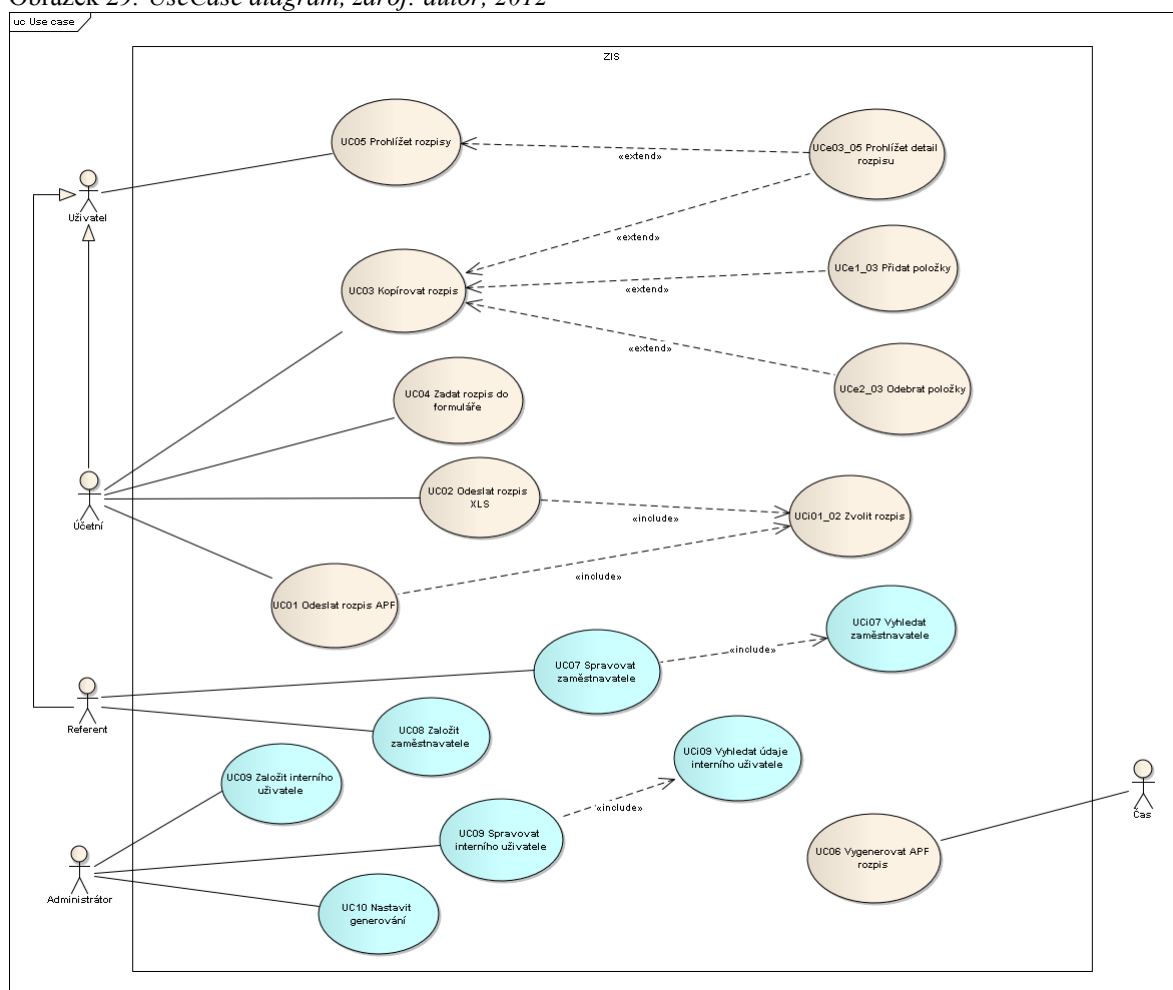 Obrázek 29: UseCase diagram, zdroj: autor, 2012
uc Use case
ZIS
UC05 Prohlížet rozpisy
UCe03_05 Prohlížet detail
rozpisu
«extend»
Uživatel
«extend»
UC03 Kopírovat rozpis
UCe1_03 Přidat položky
«extend»
«extend»
UCe2_03 Odebrat položky
UC04 Zadat rozpis do
formuláře
UC02 Odeslat rozpis
XLS
Účetní
UCi01_02 Zvolit rozpis
«include»
«include»
UC01 Odeslat rozpis APF
UCi07 Vyhledat
zaměstnavatele
«include»
UC07 Spravovat
zaměstnavatele
Referent
UC08 Založit
zaměstnavatele
UCi09 Vyhledat údaje
interního uživatele
UC09 Založit interního
uživatele
«include»
Čas
UC09 Spravovat
interního uživatele
UC06 Vygenerovat APF
rozpis
Administrátor
UC10 Nastavit
generování